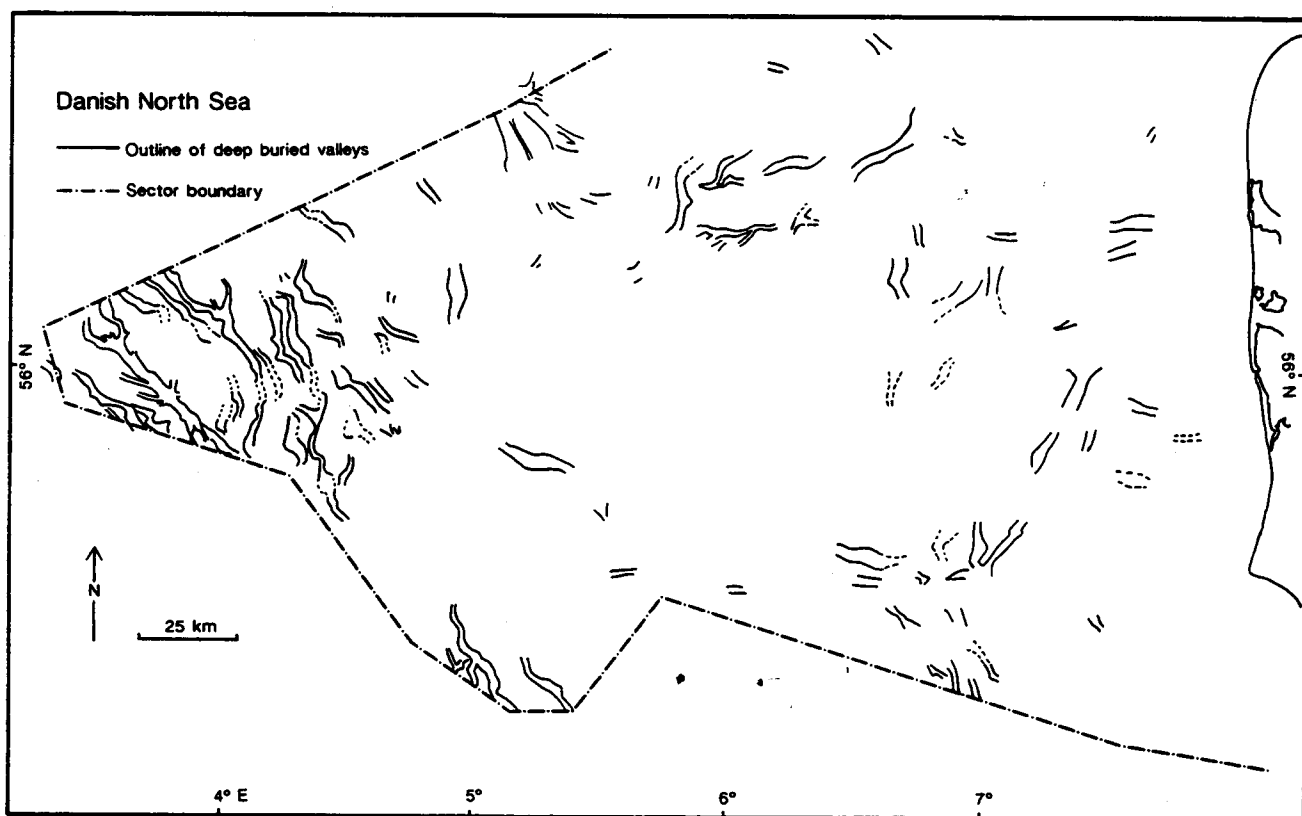 Danish North Sea
Outline of deep buried valleys
Sector boundary
56° N
56° N
N
25 km
4° E
5°
6°
7°